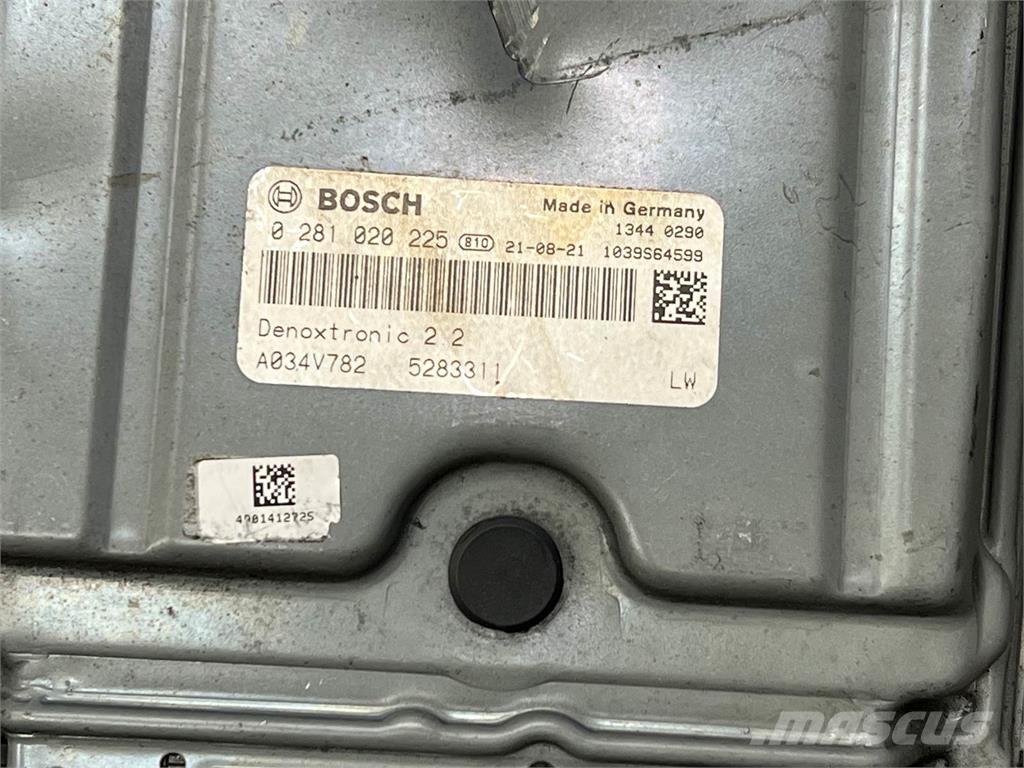 BOSCH Made in Germany
1344 0290
0 281 020 225 810 21-08-21 1039S64599
Denoxtronic 2.2
A034V782 5283311 LW
4901412725
MASCUS